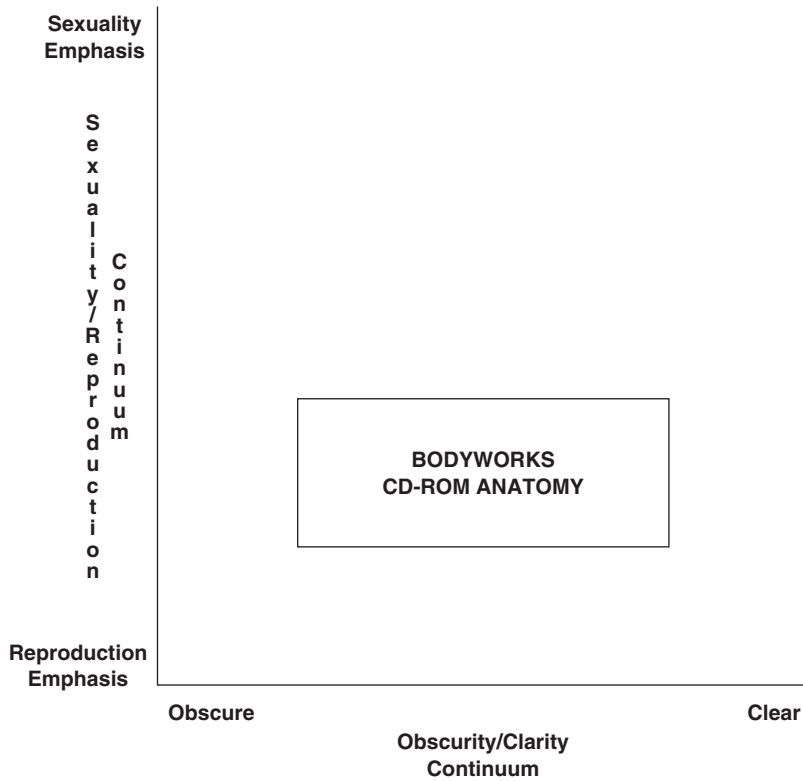 Sexuality
Emphasis
Sexuality/Reproduction
Continuum
BODYWORKS
CD-ROM ANATOMY
Reproduction
Emphasis
Obscure
Clear
Obscurity/Clarity
Continuum